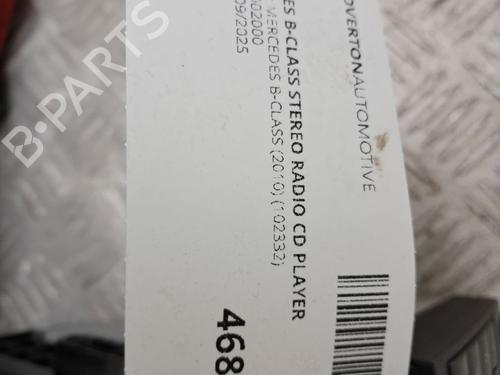 OVERTONAUTOMOTIVE
ES B-CLASS STEREO RADIO CD PLAYER
MERCEDES B-CLASS (2010) (102332)
02000
09/2025
468
B-PARTS